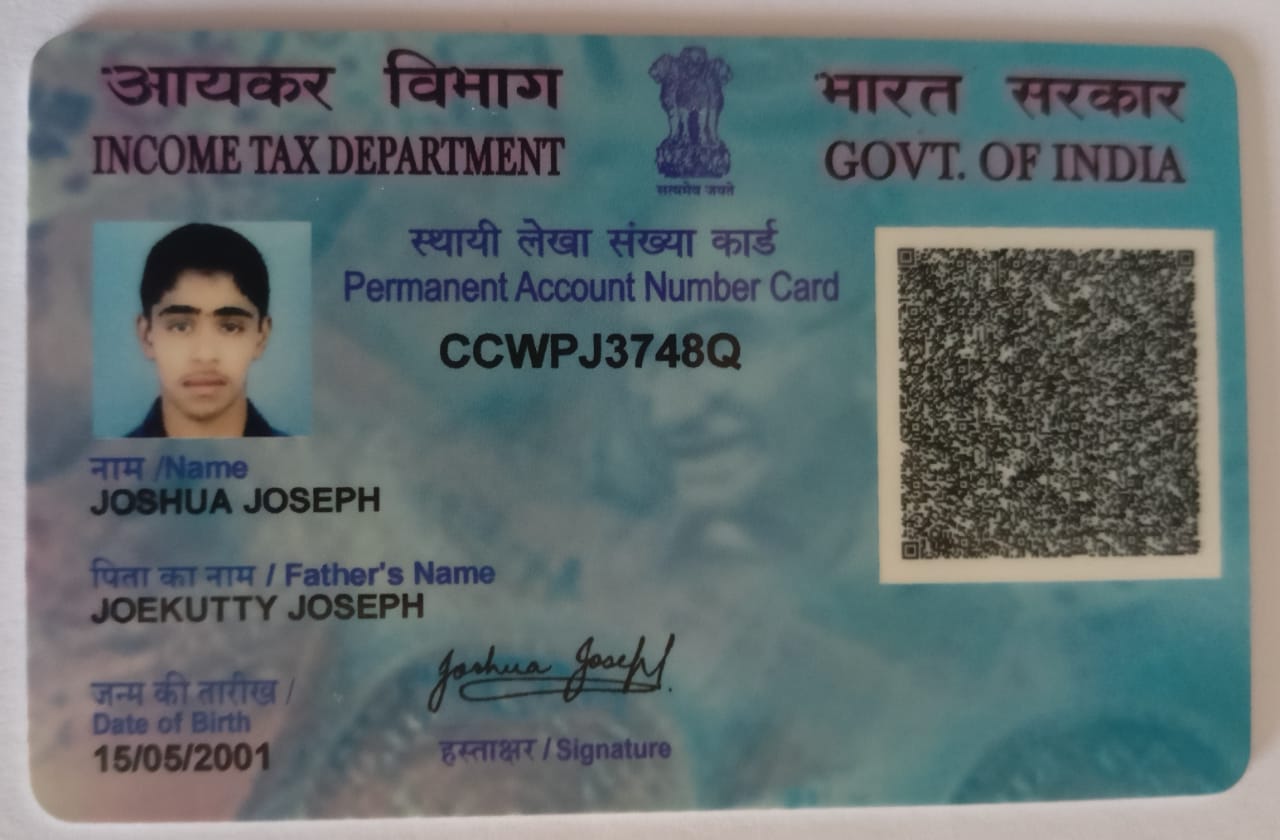 आयकर विभाग
INCOME TAX DEPARTMENT
सत्यमेव जयते
भारत सरकार
GOVT. OF INDIA
स्थायी लेखा संख्या कार्ड
Permanent Account Number Card
CCWPJ3748Q
नाम /Name
JOSHUA JOSEPH
पिता का नाम / Father's Name
JOEKUTTY JOSEPH
जन्म की तारीख /
Date of Birth
15/05/2001
Joshua Joseph
हस्ताक्षर / Signature